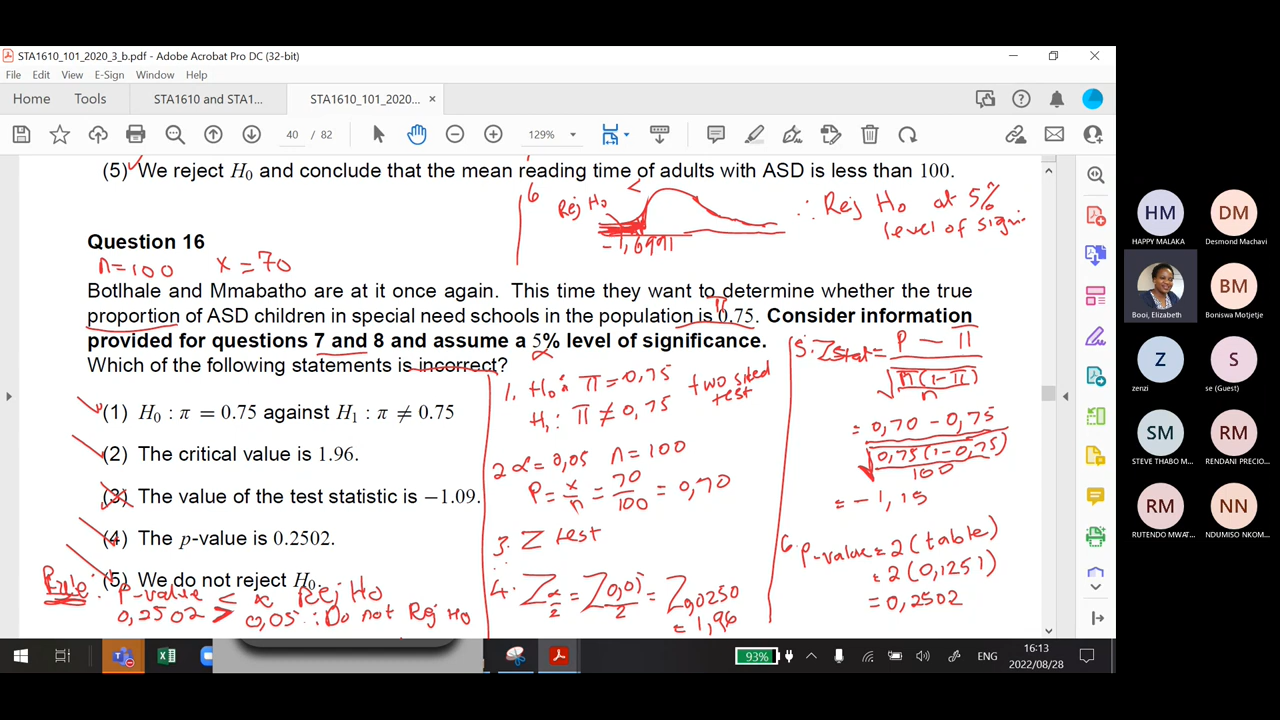 STA1610_101_2020_3_b.pdf - Adobe Acrobat Pro DC (32-bit)
File Edit View E-Sign Window Help
Home Tools STA1610 and STA1... STA1610_101_2020... ×
40 / 82 129%
(5) We reject H₀ and conclude that the mean reading time of adults with ASD is less than 100.
6 Rej H₀ <
-1,6991
∴ Rej H₀ at 5%
level of signi
Question 16
n=100 x=70
Botlhale and Mmabatho are at it once again. This time they want to determine whether the true
π
proportion of ASD children in special need schools in the population is 0.75. Consider information
provided for questions 7 and 8 and assume a 5% level of significance.
α
Which of the following statements is incorrect?
(1) H₀ : π = 0.75 against H₁ : π ≠ 0.75
(2) The critical value is 1.96.
(3) The value of the test statistic is −1.09.
(4) The p-value is 0.2502.
(5) We do not reject H₀.
Rule: P-value < α Rej H₀
0,2502 > 0,05 ∴ Do not Rej H₀
1. H₀: π = 0,75 two sided
test
H₁: π ≠ 0,75
2 α = 0,05 n = 100
P = x/n = 70/100 = 0,70
3. Z test
4. Z α/2 = Z 0,05/2 = Z 0,0250
= 1,96
5. Z stat = P − π / √(π(1−π)/n)
= 0,70 − 0,75 / √(0,75(1−0,75)/100)
= −1,15
6. P-value = 2(table)
= 2(0,1251)
= 0,2502
HM
HAPPY MALAKA
DM
Desmond Machavi
Booi, Elizabeth
BM
Boniswa Motjetje
Z
zenzi
S
se (Guest)
SM
STEVE THABO M...
RM
RENDANI PRECIO...
RM
RUTENDO MWAT...
NN
NDUMISO NKOM...
93%
ENG
16:13
2022/08/28